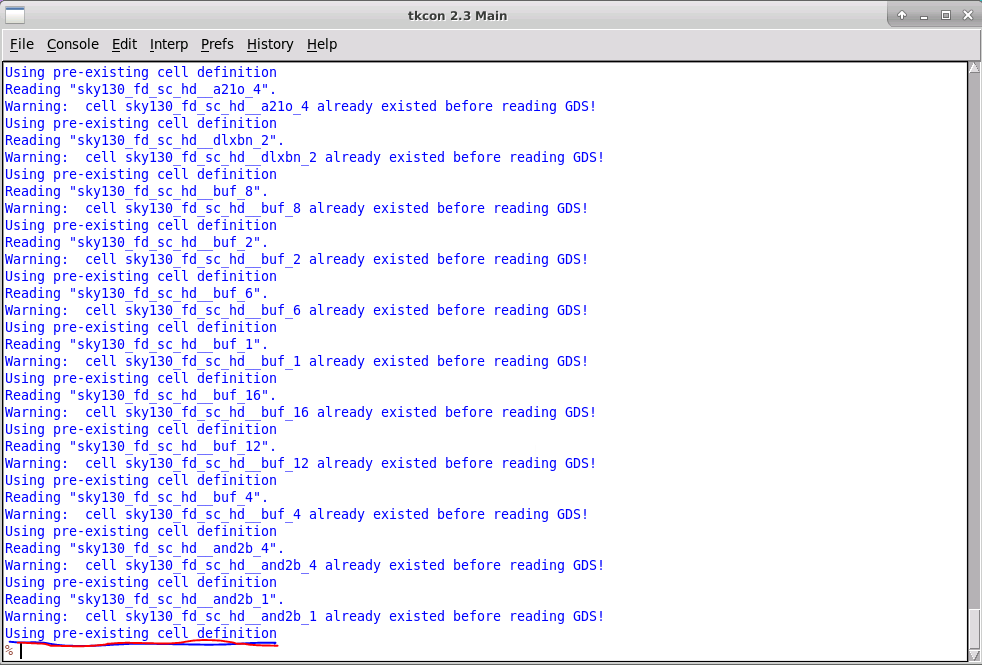 tkcon 2.3 Main
File Console Edit Interp Prefs History Help
Using pre-existing cell definition
Reading "sky130_fd_sc_hd__a21o_4".
Warning:  cell sky130_fd_sc_hd__a21o_4 already existed before reading GDS!
Using pre-existing cell definition
Reading "sky130_fd_sc_hd__dlxbn_2".
Warning:  cell sky130_fd_sc_hd__dlxbn_2 already existed before reading GDS!
Using pre-existing cell definition
Reading "sky130_fd_sc_hd__buf_8".
Warning:  cell sky130_fd_sc_hd__buf_8 already existed before reading GDS!
Using pre-existing cell definition
Reading "sky130_fd_sc_hd__buf_2".
Warning:  cell sky130_fd_sc_hd__buf_2 already existed before reading GDS!
Using pre-existing cell definition
Reading "sky130_fd_sc_hd__buf_6".
Warning:  cell sky130_fd_sc_hd__buf_6 already existed before reading GDS!
Using pre-existing cell definition
Reading "sky130_fd_sc_hd__buf_1".
Warning:  cell sky130_fd_sc_hd__buf_1 already existed before reading GDS!
Using pre-existing cell definition
Reading "sky130_fd_sc_hd__buf_16".
Warning:  cell sky130_fd_sc_hd__buf_16 already existed before reading GDS!
Using pre-existing cell definition
Reading "sky130_fd_sc_hd__buf_12".
Warning:  cell sky130_fd_sc_hd__buf_12 already existed before reading GDS!
Using pre-existing cell definition
Reading "sky130_fd_sc_hd__buf_4".
Warning:  cell sky130_fd_sc_hd__buf_4 already existed before reading GDS!
Using pre-existing cell definition
Reading "sky130_fd_sc_hd__and2b_4".
Warning:  cell sky130_fd_sc_hd__and2b_4 already existed before reading GDS!
Using pre-existing cell definition
Reading "sky130_fd_sc_hd__and2b_1".
Warning:  cell sky130_fd_sc_hd__and2b_1 already existed before reading GDS!
Using pre-existing cell definition
%